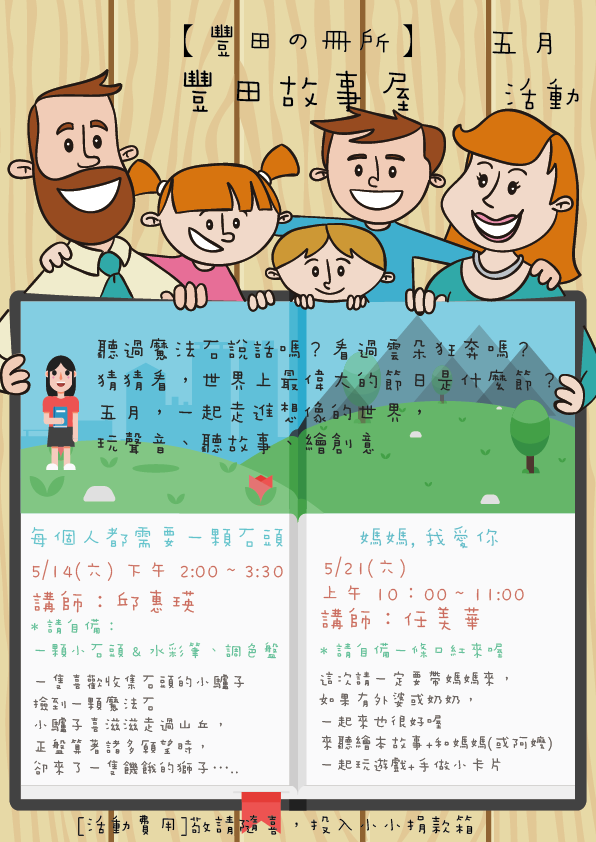 【豐田の冊所】 五月
豐田故事屋 活動
聽過魔法石說話嗎？看過雲朵狂奔嗎？
猜猜看，世界上最偉大的節日是什麼節？
五月，一起走進想像的世界，
玩聲音、聽故事、繪創意
每個人都需要一顆石頭
5/14(六) 下午 2:00 ~ 3:30
講師：邱惠瑛
*請自備：
一顆小石頭 & 水彩筆、調色盤
一隻喜歡收集石頭的小驢子
撿到一顆魔法石
小驢子喜滋滋走過山丘，
正盤算著諸多願望時，
卻來了一隻饑餓的獅子⋯..
媽媽, 我愛你
5/21(六)
上午 10：00 ~ 11:00
講師：任美華
*請自備一條口紅來喔
這次請一定要帶媽媽來，
如果有外婆或奶奶，
一起來也很好喔
來聽繪本故事+和媽媽(或阿嬤)
一起玩遊戲+手做小卡片
[活動費用]敬請隨喜，投入小小捐款箱